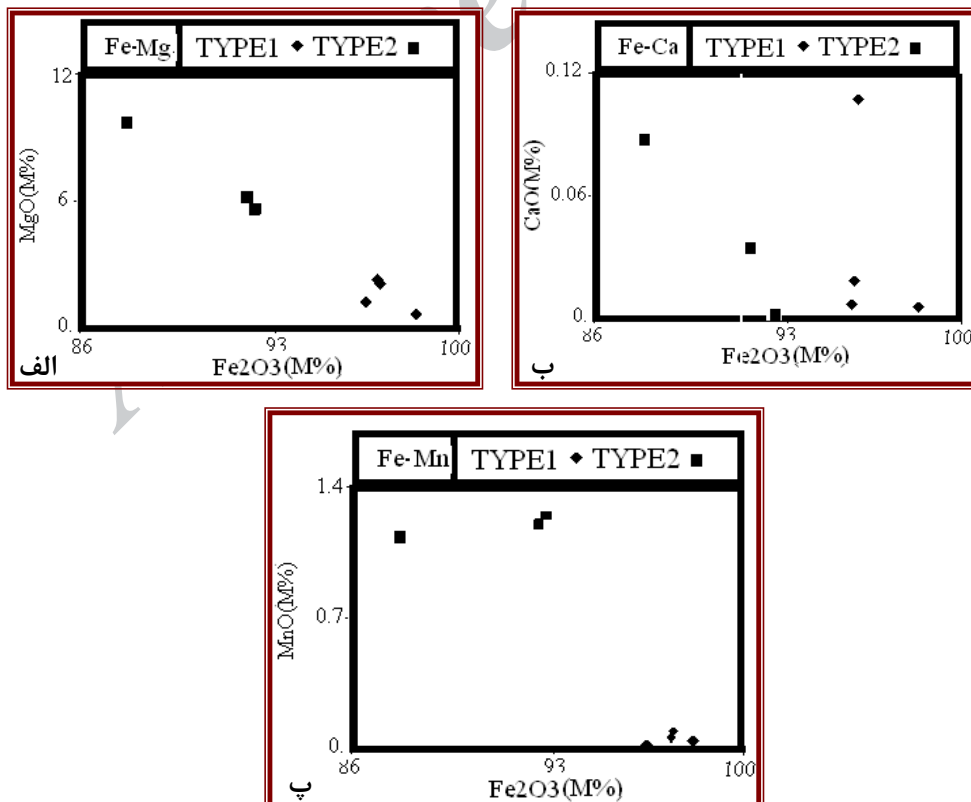 Fe-Mg TYPE1 TYPE2
12
6
0.
86 93 100
MgO(M%)
Fe2O3(M%)
الف
Fe-Ca TYPE1 TYPE2
0.12
0.06
0.
86 93 100
CaO(M%)
Fe2O3(M%)
ب
Fe-Mn TYPE1 TYPE2
1.4
0.7
0.
86 93 100
MnO(M%)
Fe2O3(M%)
پ